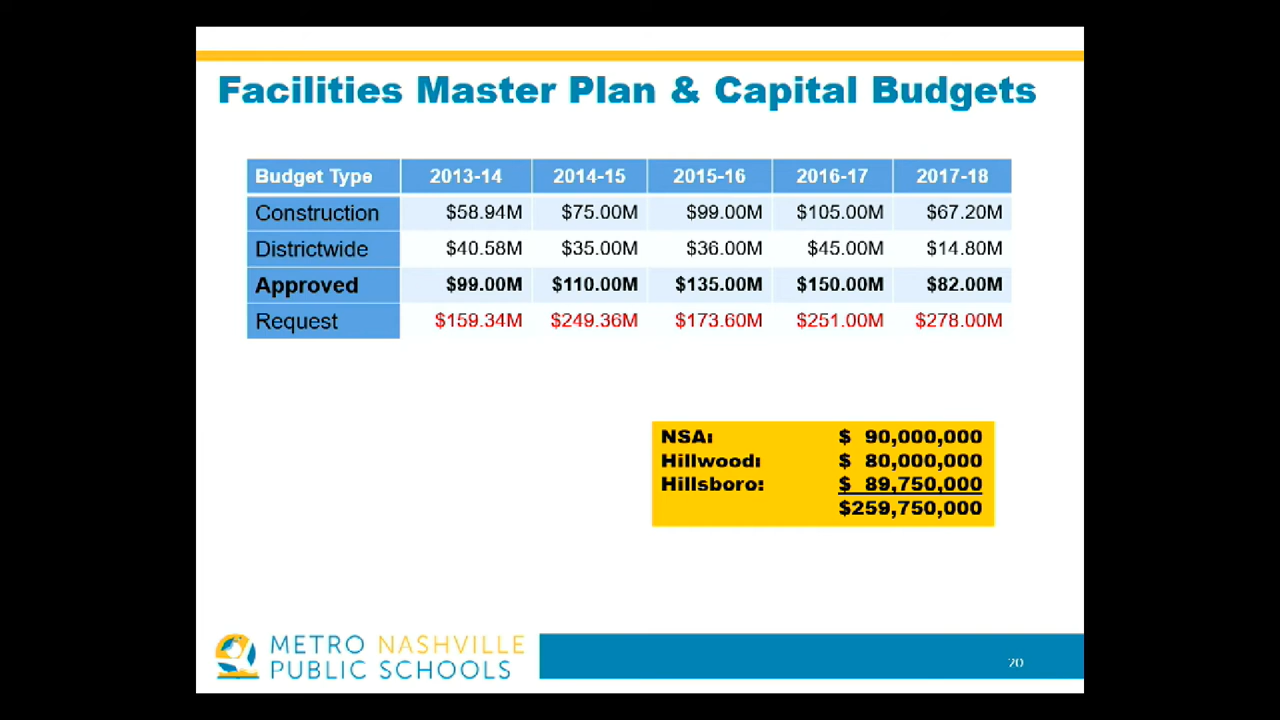 Facilities Master Plan & Capital Budgets
Budget Type 2013-14 2014-15 2015-16 2016-17 2017-18
Construction $58.94M $75.00M $99.00M $105.00M $67.20M
Districtwide $40.58M $35.00M $36.00M $45.00M $14.80M
Approved $99.00M $110.00M $135.00M $150.00M $82.00M
Request $159.34M $249.36M $173.60M $251.00M $278.00M
NSA: $ 90,000,000
Hillwood: $ 80,000,000
Hillsboro: $ 89,750,000
$259,750,000
METRO NASHVILLE
PUBLIC SCHOOLS
20